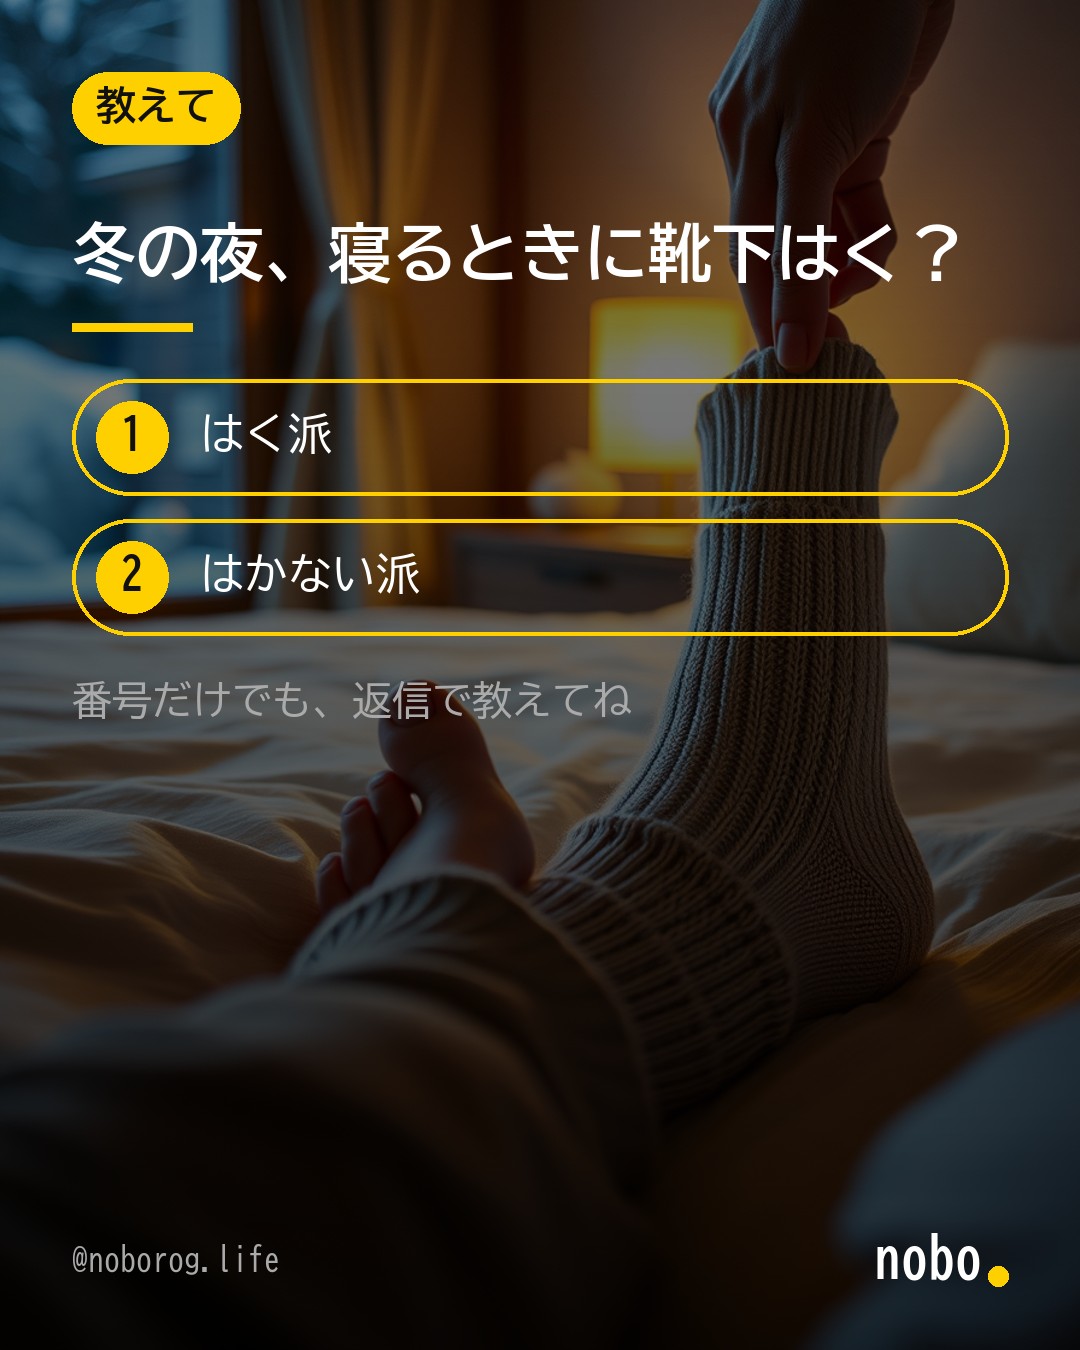 教えて
冬の夜、寝るときに靴下はく？
1 はく派
2 はかない派
番号だけでも、返信で教えてね
@noborog.life
nobo.